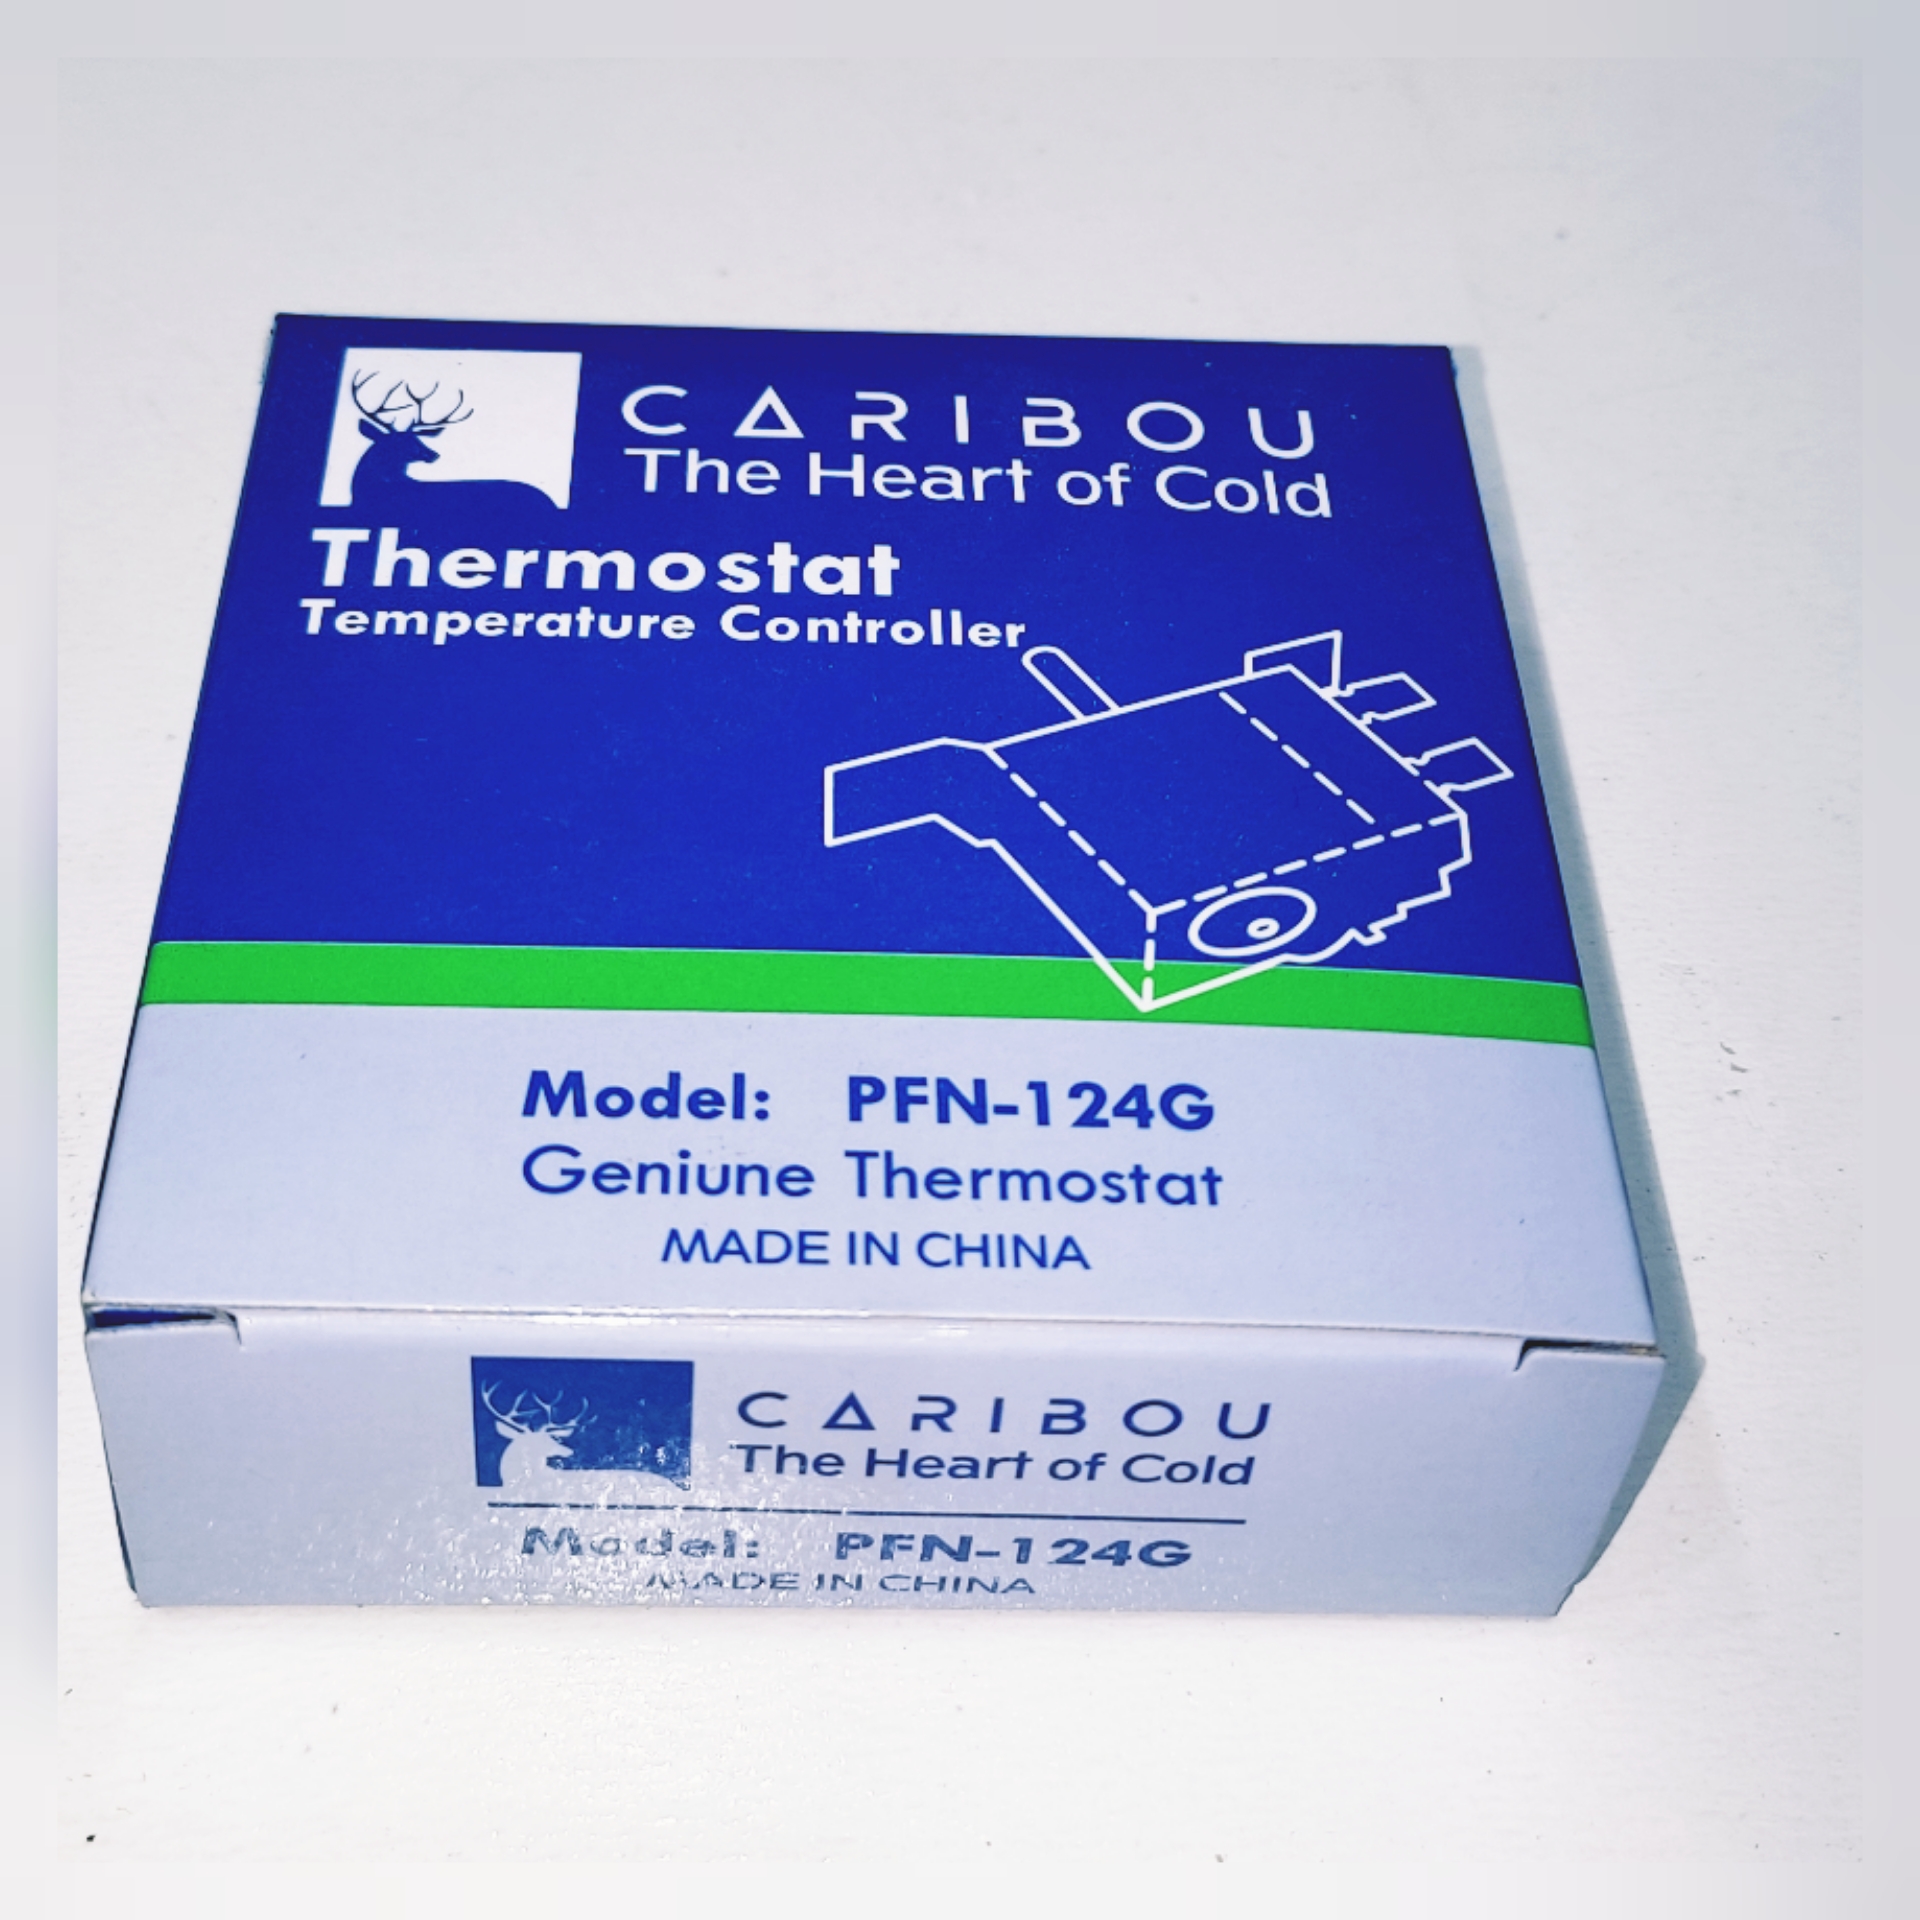 CARIBOU
The Heart of Cold
Thermostat
Temperature Controller
Model: PFN-124G
Geniune Thermostat
MADE IN CHINA
CARIBOU
The Heart of Cold
Model: PFN-124G
MADE IN CHINA